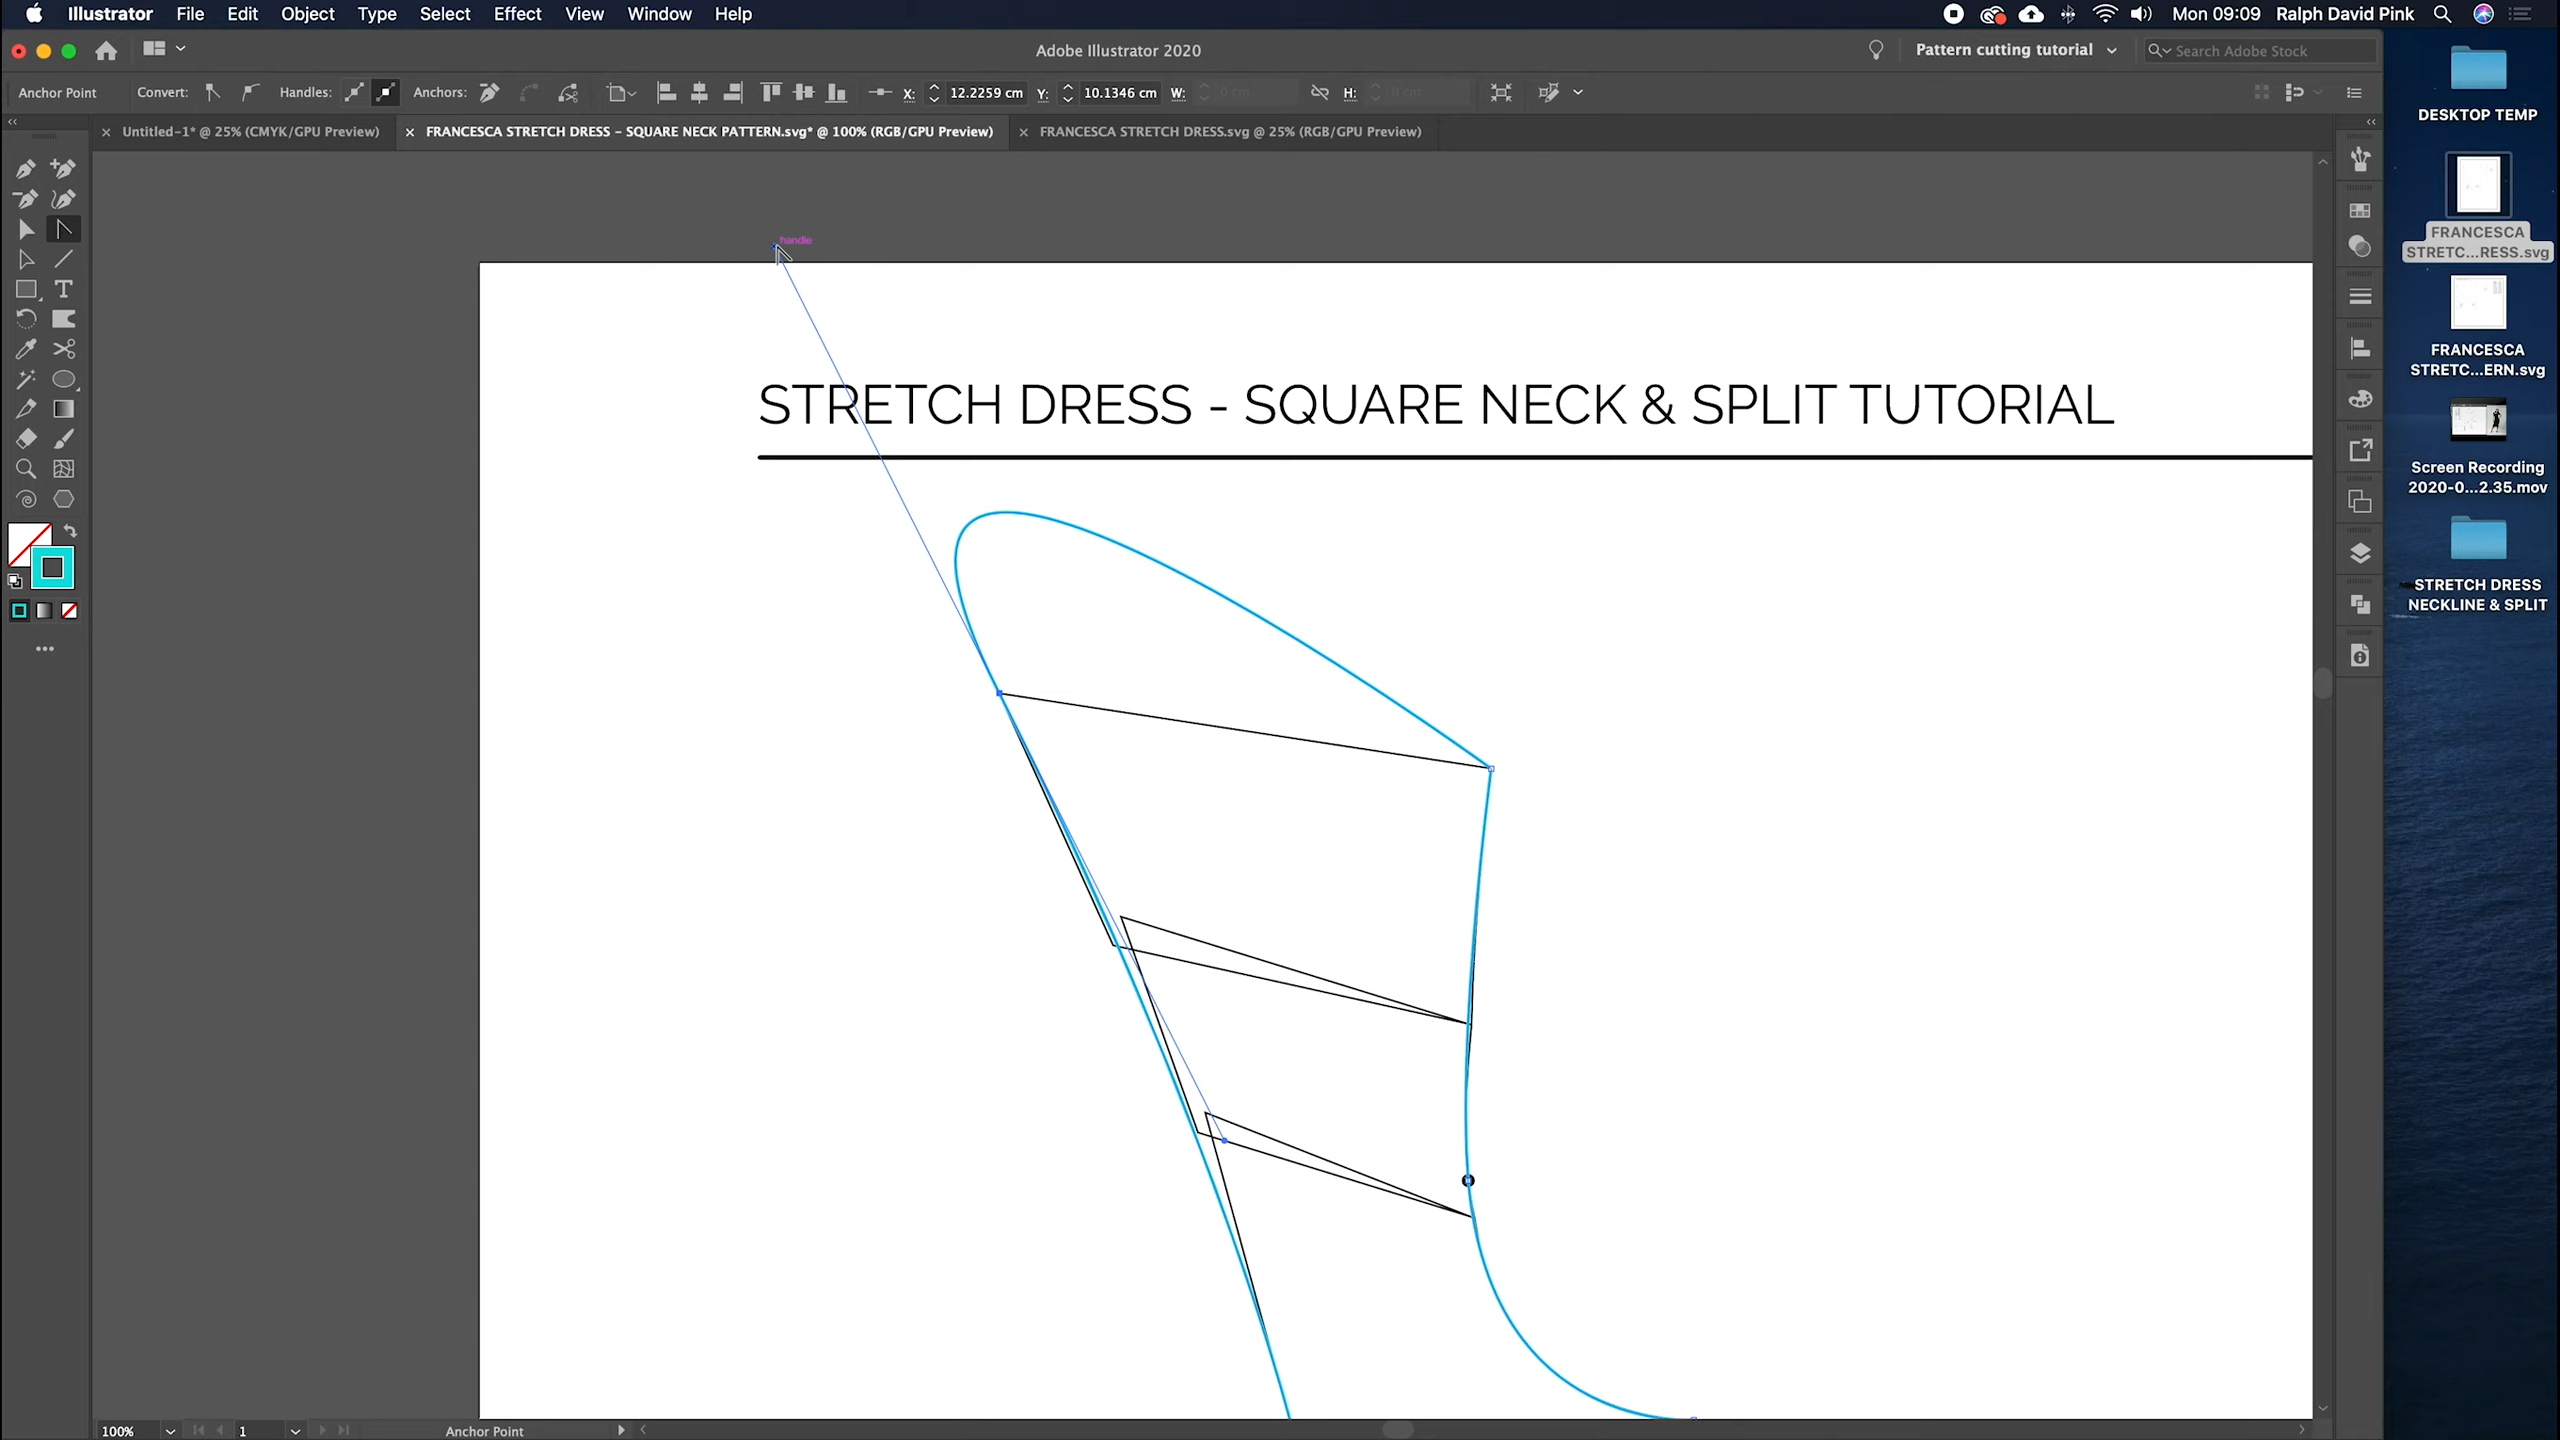 Illustrator File Edit Object Type Select Effect View Window Help
Mon 09:09 Ralph David Pink
Adobe Illustrator 2020
Pattern cutting tutorial
Search Adobe Stock
Anchor Point Convert: Handles: Anchors: X: 12.2259 cm Y: 10.1346 cm W: 0 cm H: 0 cm
Untitled-1* @ 25% (CMYK/GPU Preview)
FRANCESCA STRETCH DRESS - SQUARE NECK PATTERN.svg* @ 100% (RGB/GPU Preview)
FRANCESCA STRETCH DRESS.svg @ 25% (RGB/GPU Preview)
DESKTOP TEMP
FRANCESCA
STRETC...RESS.svg
FRANCESCA
STRETC...ERN.svg
Screen Recording
2020-0...2.35.mov
STRETCH DRESS
NECKLINE & SPLIT
handle
STRETCH DRESS - SQUARE NECK & SPLIT TUTORIAL
100% 1 Anchor Point